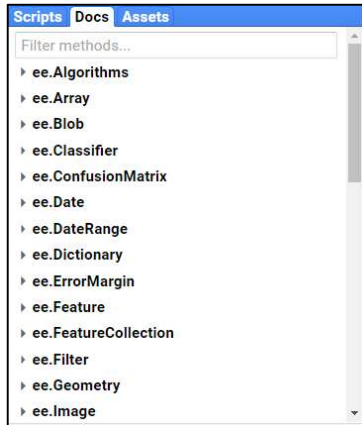 Scripts Docs Assets
Filter methods...
ee.Algorithms
ee.Array
ee.Blob
ee.Classifier
ee.ConfusionMatrix
ee.Date
ee.DateRange
ee.Dictionary
ee.ErrorMargin
ee.Feature
ee.FeatureCollection
ee.Filter
ee.Geometry
ee.Image